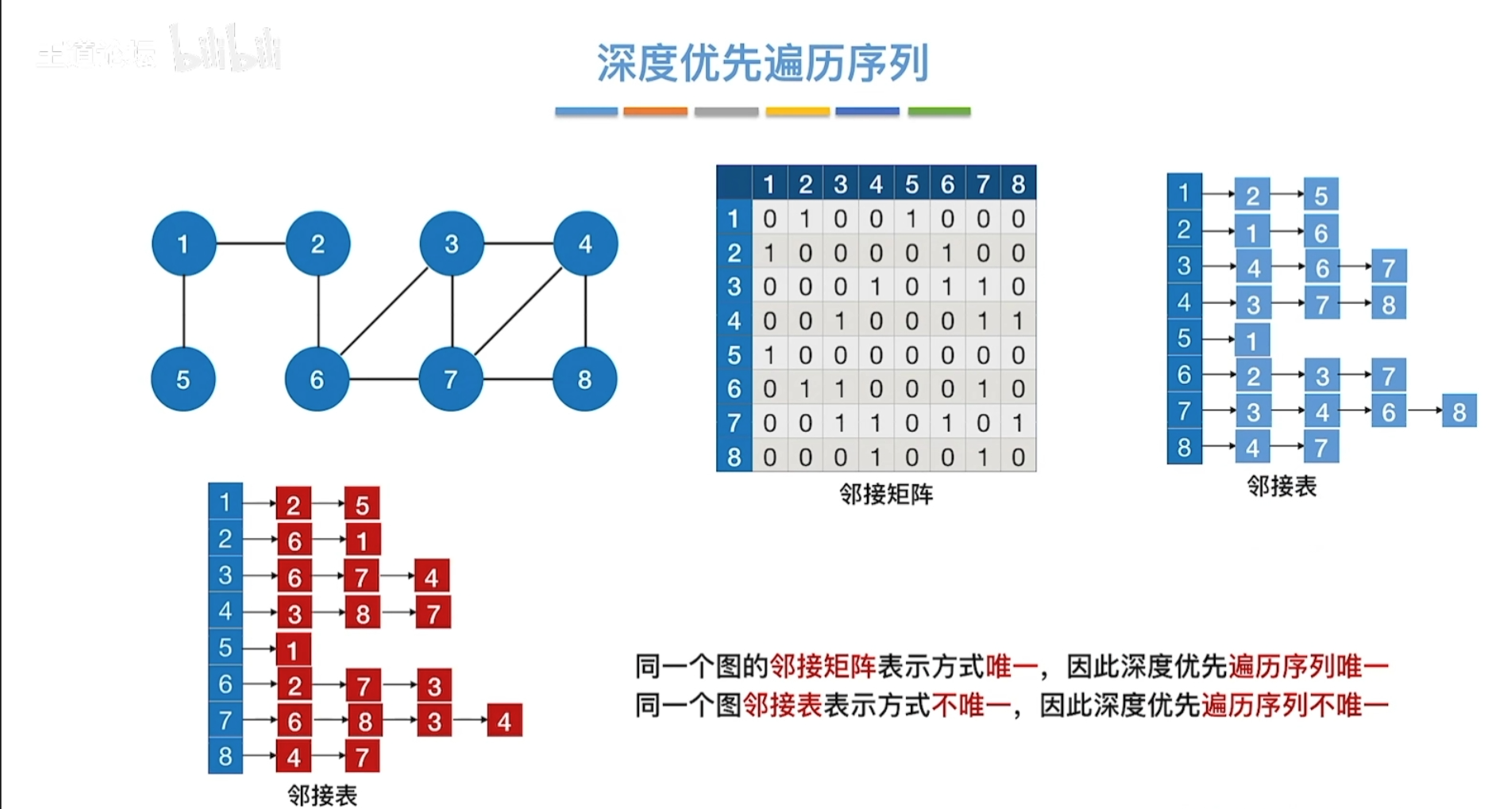 王道论坛 bilibili
深度优先遍历序列
1 2 3 4
5 6 7 8
1 2 3 4 5 6 7 8
1 0 1 0 0 1 0 0 0
2 1 0 0 0 0 1 0 0
3 0 0 0 1 0 1 1 0
4 0 0 1 0 0 0 1 1
5 1 0 0 0 0 0 0 0
6 0 1 1 0 0 0 1 0
7 0 0 1 1 0 1 0 1
8 0 0 0 1 0 0 1 0
邻接矩阵
1 2 5
2 1 6
3 4 6 7
4 3 7 8
5 1
6 2 3 7
7 3 4 6 8
8 4 7
邻接表
1 2 5
2 6 1
3 6 7 4
4 3 8 7
5 1
6 2 7 3
7 6 8 3 4
8 4 7
邻接表
同一个图的邻接矩阵表示方式唯一，因此深度优先遍历序列唯一
同一个图邻接表表示方式不唯一，因此深度优先遍历序列不唯一